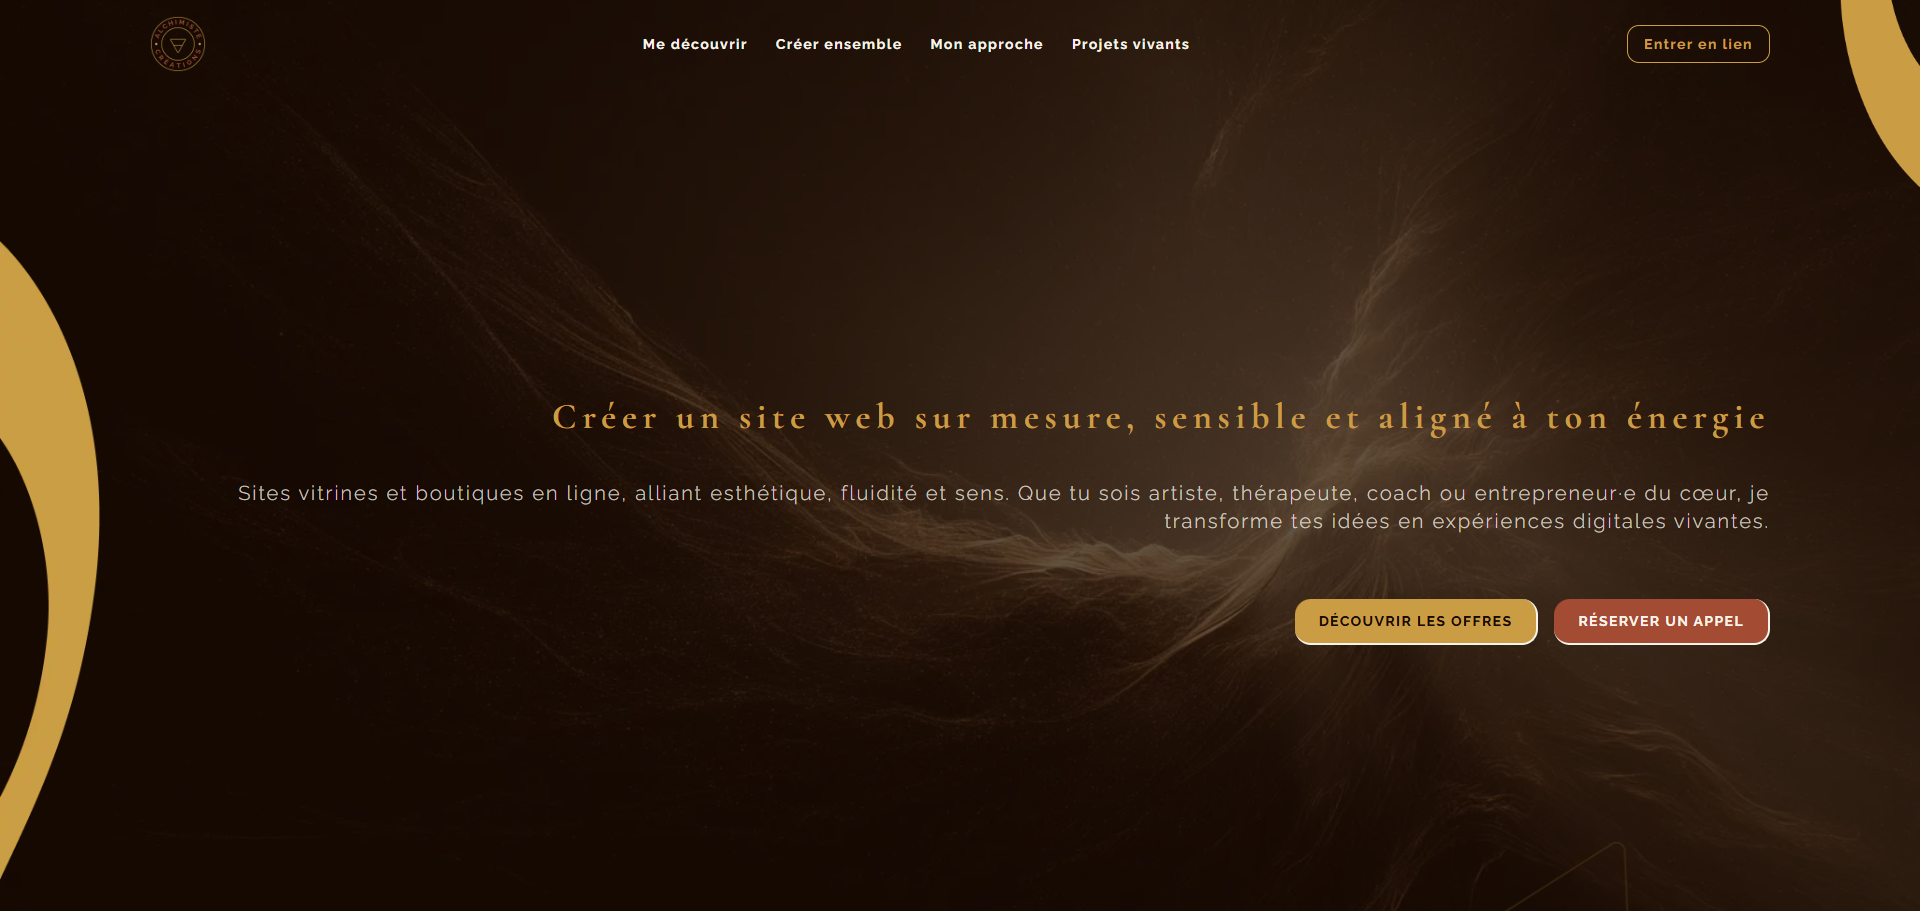 ALCHIMISTE CRÉATIONS
Me découvrir
Créer ensemble
Mon approche
Projets vivants
Entrer en lien
Créer un site web sur mesure, sensible et aligné à ton énergie
Sites vitrines et boutiques en ligne, alliant esthétique, fluidité et sens. Que tu sois artiste, thérapeute, coach ou entrepreneur·e du cœur, je
transforme tes idées en expériences digitales vivantes.
DÉCOUVRIR LES OFFRES
RÉSERVER UN APPEL